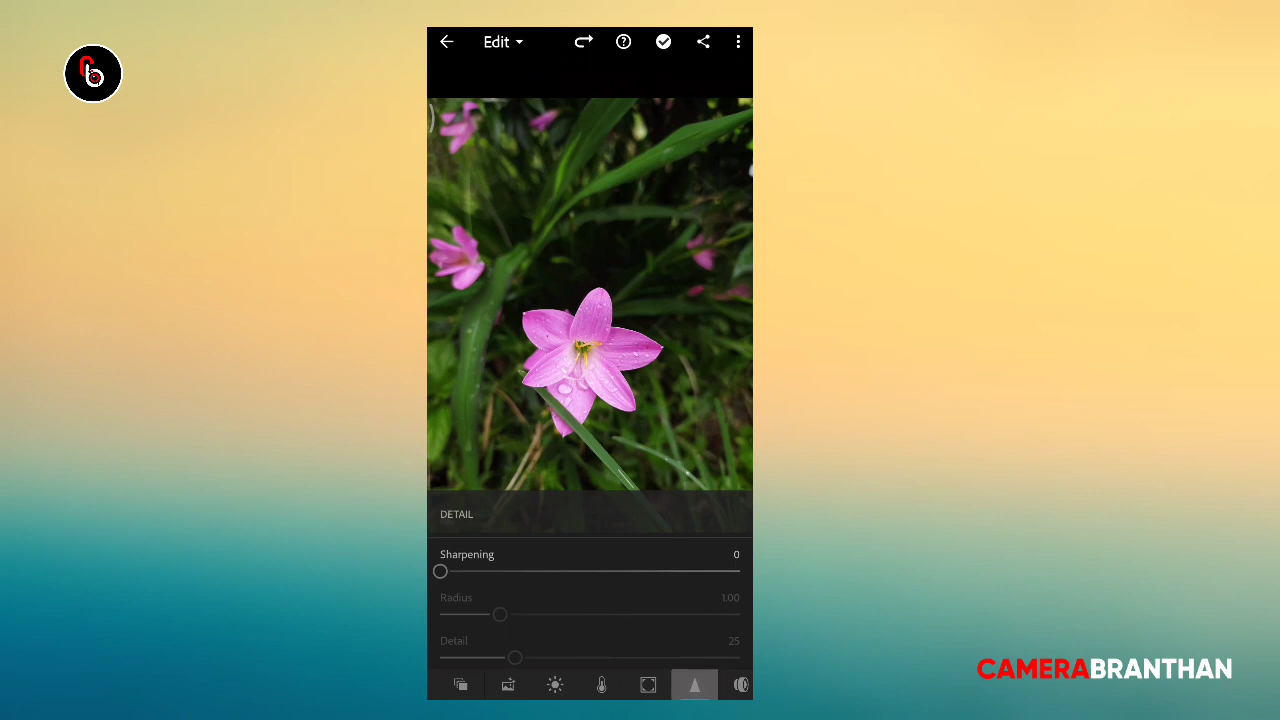 Edit
DETAIL
Sharpening 0
Radius 1.00
Detail 25
CAMERABRANTHAN